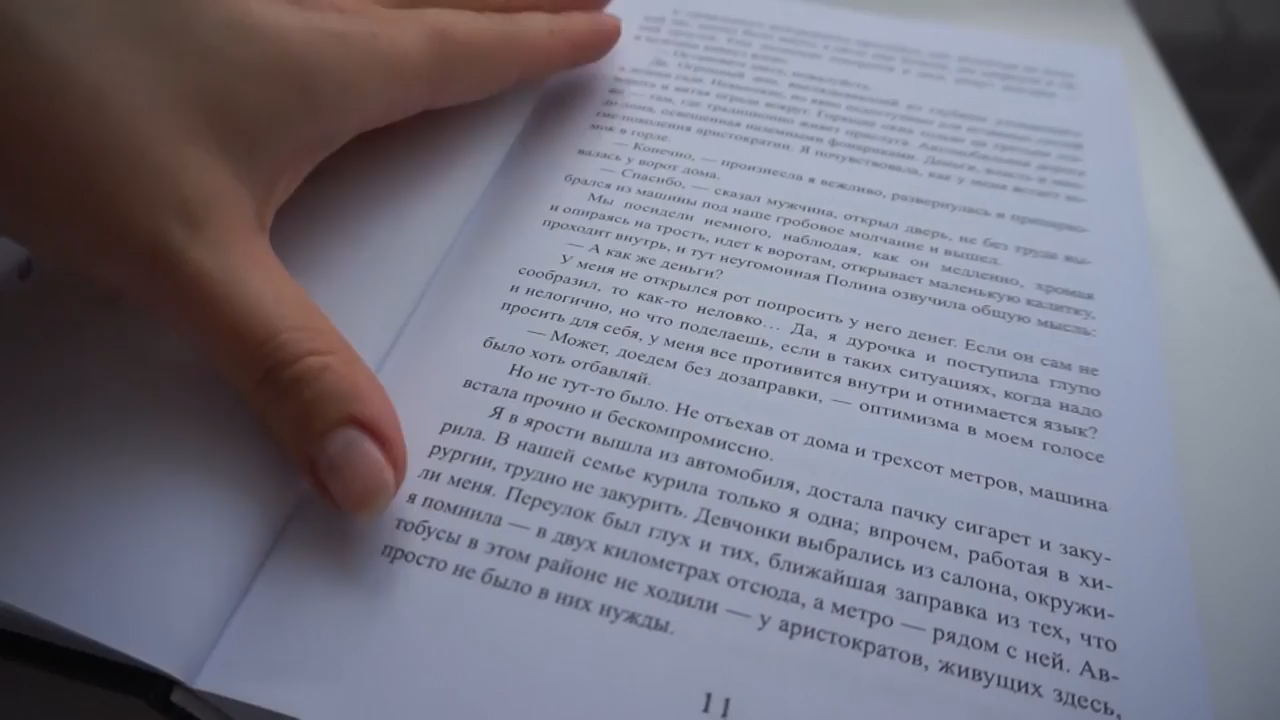 — Конечно, — произнесла я вежливо, развернулась и припарко-
валась у ворот дома.
— Спасибо, — сказал мужчина, открыл дверь, не без труда вы-
брался из машины под наше гробовое молчание и вышел.
Мы посидели немного, наблюдая, как он медленно, хромая
и опираясь на трость, идет к воротам, открывает маленькую калитку,
проходит внутрь, и тут неугомонная Полина озвучила общую мысль:
— А как же деньги?
У меня не открылся рот попросить у него денег. Если он сам не
сообразил, то как-то неловко… Да, я дурочка и поступила глупо
и нелогично, но что поделаешь, если в таких ситуациях, когда надо
просить для себя, у меня все противится внутри и отнимается язык?
— Может, доедем без дозаправки, — оптимизма в моем голосе
было хоть отбавляй.
Но не тут-то было. Не отъехав от дома и трехсот метров, машина
встала прочно и бескомпромиссно.
Я в ярости вышла из автомобиля, достала пачку сигарет и заку-
рила. В нашей семье курила только я одна; впрочем, работая в хи-
рургии, трудно не закурить. Девчонки выбрались из салона, окружи-
ли меня. Переулок был глух и тих, ближайшая заправка из тех, что
я помнила — в двух километрах отсюда, а метро — рядом с ней. Ав-
тобусы в этом районе не ходили — у аристократов, живущих здесь,
просто не было в них нужды.
11